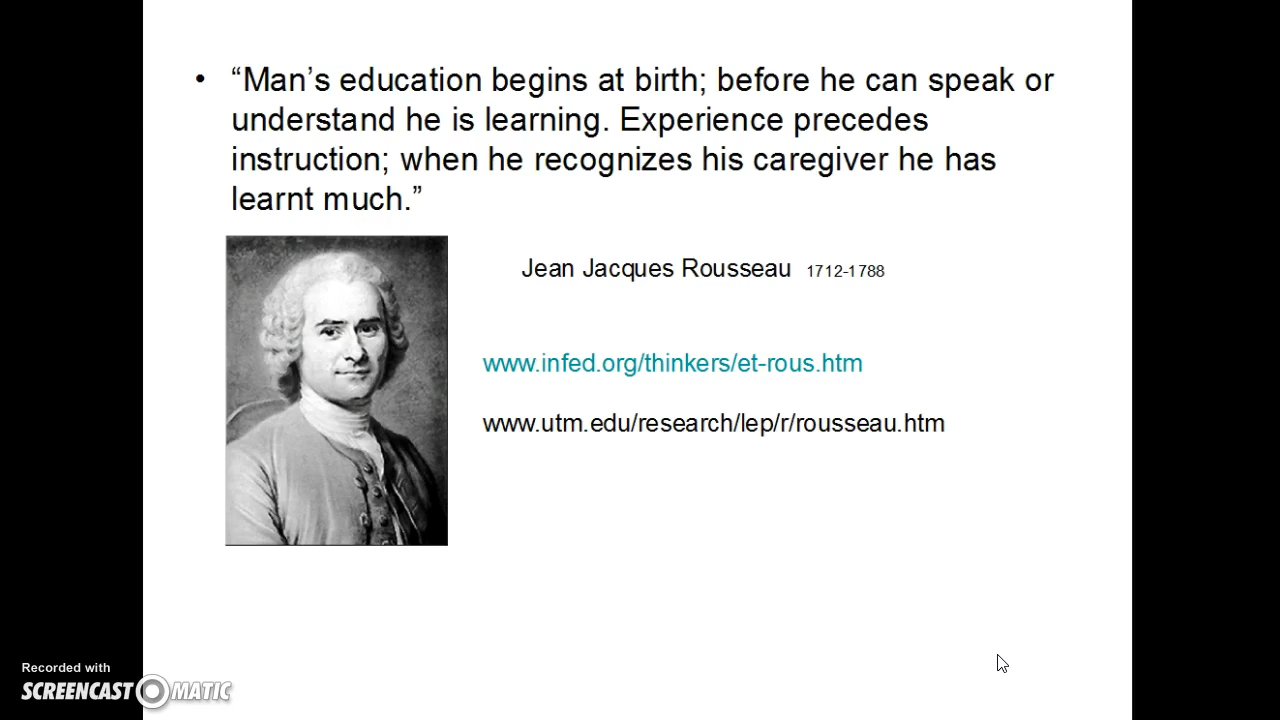 • “Man’s education begins at birth; before he can speak or
understand he is learning. Experience precedes
instruction; when he recognizes his caregiver he has
learnt much.”
Jean Jacques Rousseau 1712-1788
www.infed.org/thinkers/et-rous.htm
www.utm.edu/research/lep/r/rousseau.htm
Recorded with
SCREENCAST MATIC